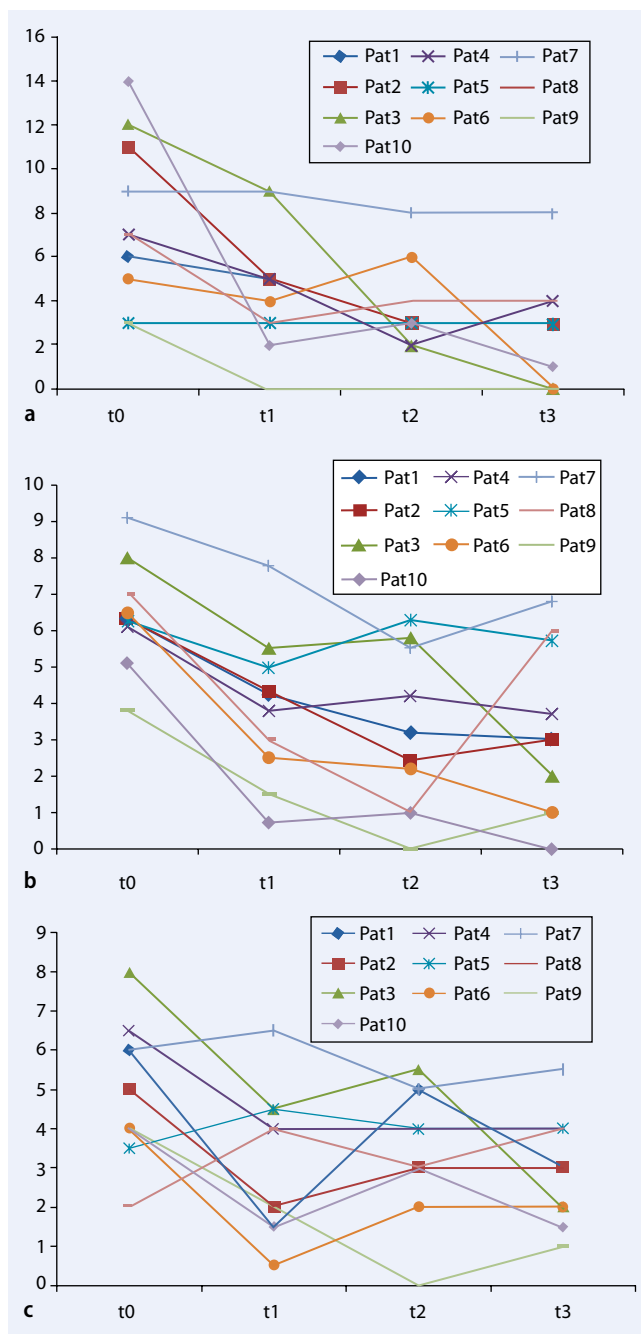 16
14
12
10
8
6
4
2
0
Pat1 Pat4 Pat7
Pat2 Pat5 Pat8
Pat3 Pat6 Pat9
Pat10
a t0 t1 t2 t3
10
9
8
7
6
5
4
3
2
1
0
Pat1 Pat4 Pat7
Pat2 Pat5 Pat8
Pat3 Pat6 Pat9
Pat10
b t0 t1 t2 t3
9
8
7
6
5
4
3
2
1
0
Pat1 Pat4 Pat7
Pat2 Pat5 Pat8
Pat3 Pat6 Pat9
Pat10
c t0 t1 t2 t3